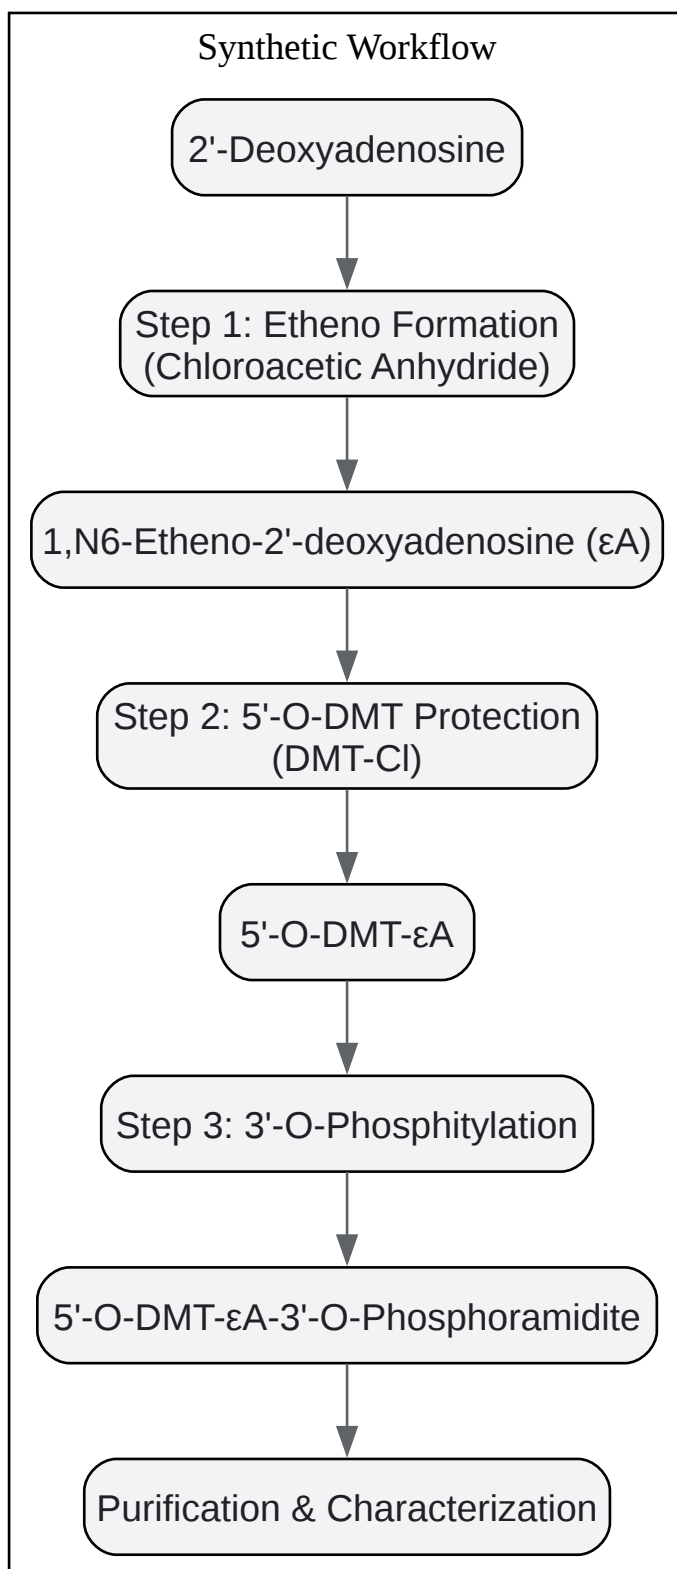 Synthetic Workflow
2'-Deoxyadenosine
Step 1: Etheno Formation
(Chloroacetic Anhydride)
1,N6-Etheno-2'-deoxyadenosine (εA)
Step 2: 5'-O-DMT Protection
(DMT-Cl)
5'-O-DMT-εA
Step 3: 3'-O-Phosphitylation
5'-O-DMT-εA-3'-O-Phosphoramidite
Purification & Characterization